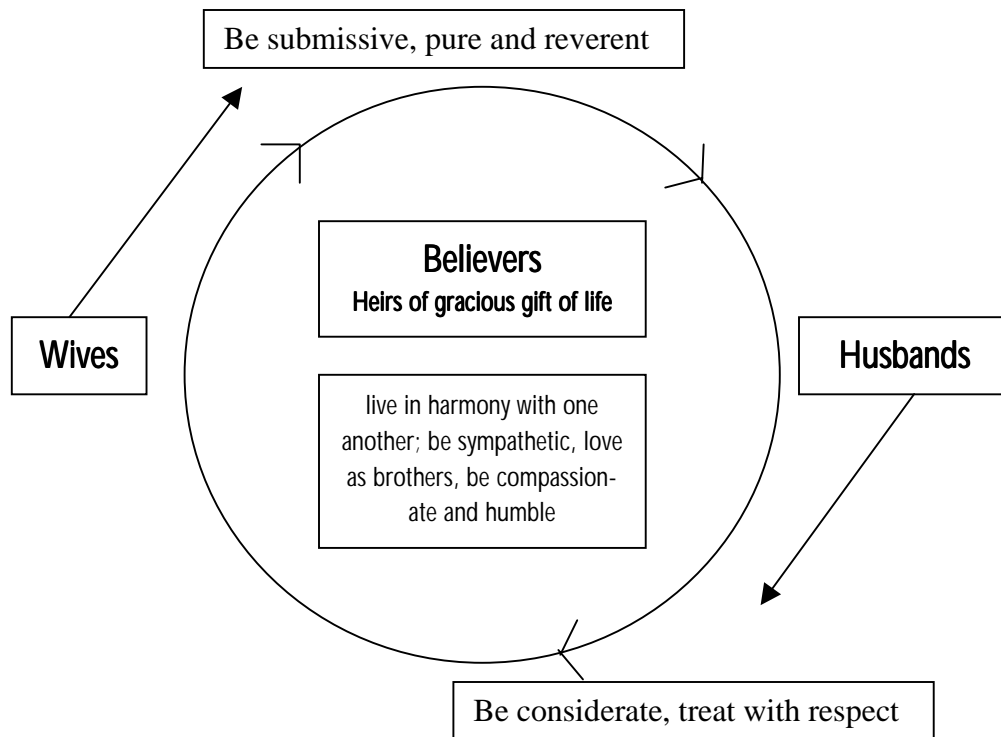 Be submissive, pure and reverent
Believers
Heirs of gracious gift of life
Wives
Husbands
live in harmony with one
another; be sympathetic, love
as brothers, be compassion-
ate and humble
Be considerate, treat with respect